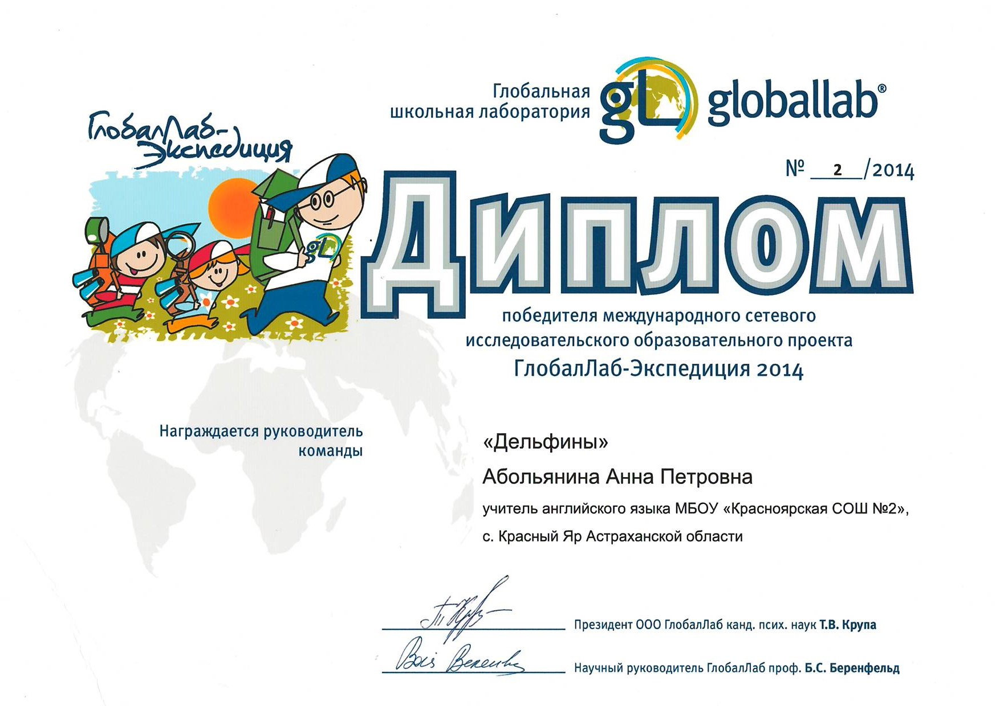 Глобальная
школьная лаборатория
gL globallab®
ГлобалЛаб-
Экспедиция
№ 2 /2014
gL
Диплом
победителя международного сетевого
исследовательского образовательного проекта
ГлобалЛаб-Экспедиция 2014
Награждается руководитель
команды
«Дельфины»
Абольянина Анна Петровна
учитель английского языка МБОУ «Красноярская СОШ №2»,
с. Красный Яр Астраханской области
Президент ООО ГлобалЛаб канд. псих. наук Т.В. Крупа
Научный руководитель ГлобалЛаб проф. Б.С. Беренфельд